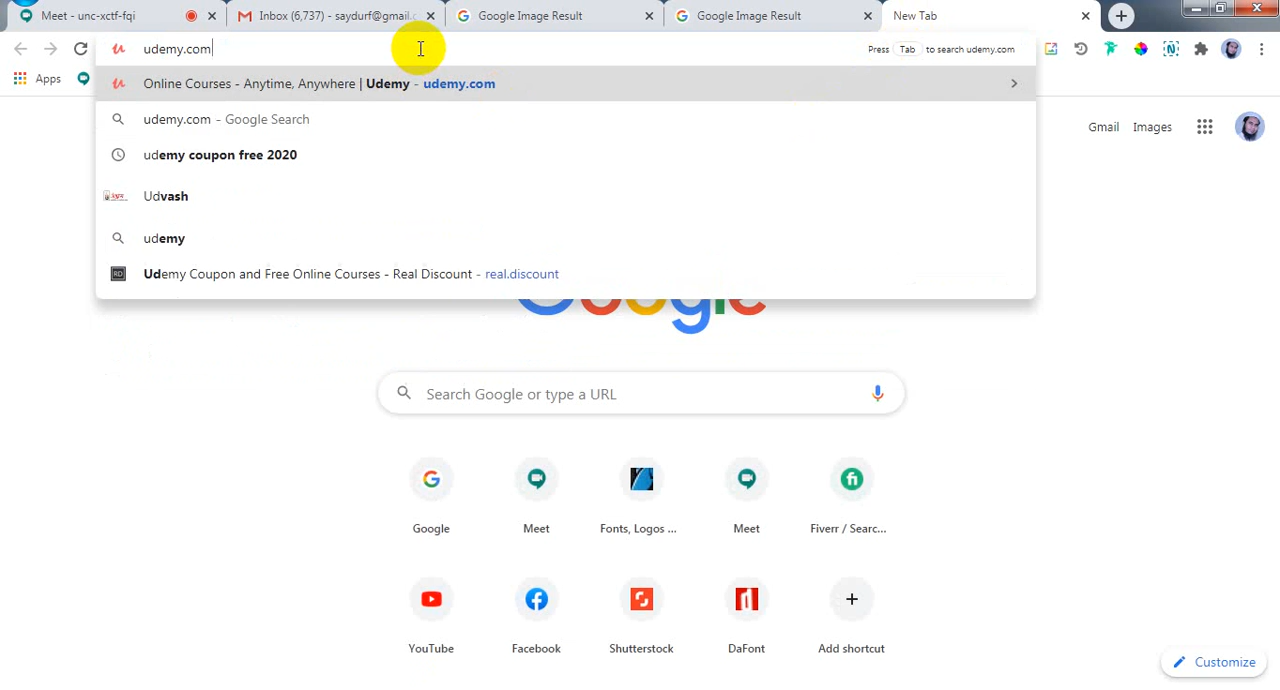 Meet - unc-xctf-fqi
Inbox (6,737) - saydurf@gmail.c
Google Image Result
Google Image Result
New Tab
udemy.com
Press Tab to search udemy.com
Apps
Online Courses - Anytime, Anywhere | Udemy - udemy.com
udemy.com - Google Search
udemy coupon free 2020
Udvash
udemy
RD Udemy Coupon and Free Online Courses - Real Discount - real.discount
Gmail
Images
Google
Search Google or type a URL
Google
Meet
Fonts, Logos ...
Meet
Fiverr / Searc...
YouTube
Facebook
Shutterstock
DaFont
Add shortcut
Customize